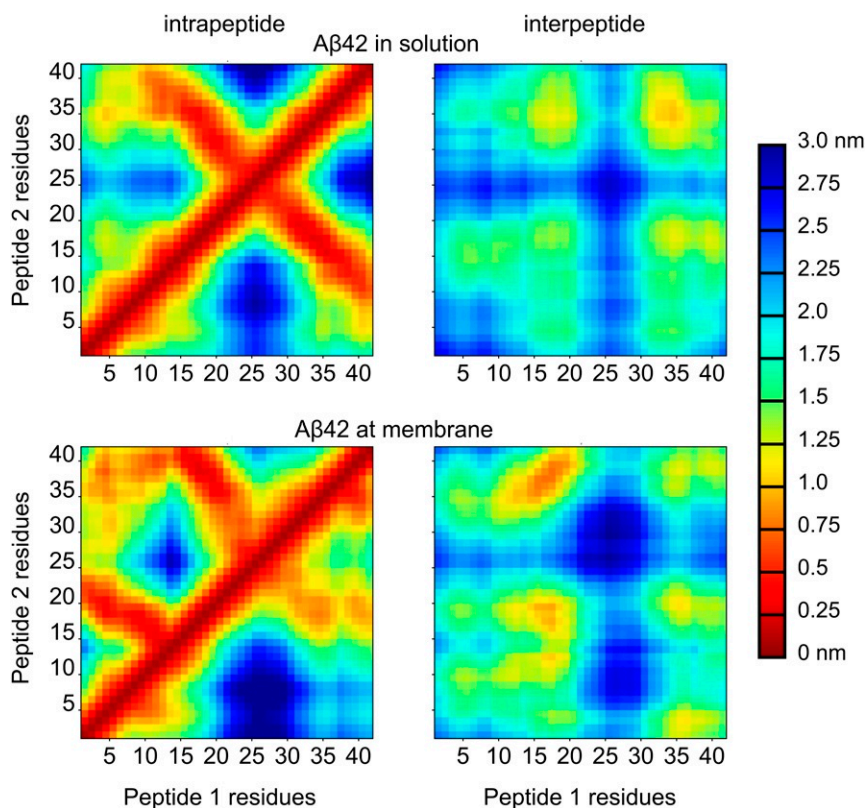 intrapeptide
interpeptide
Aβ42 in solution
Peptide 2 residues
40
35
30
25
20
15
10
5
5 10 15 20 25 30 35 40
5 10 15 20 25 30 35 40
3.0 nm
2.75
2.5
2.25
2.0
1.75
1.5
1.25
1.0
0.75
0.5
0.25
0 nm
Aβ42 at membrane
Peptide 2 residues
40
35
30
25
20
15
10
5
5 10 15 20 25 30 35 40
5 10 15 20 25 30 35 40
Peptide 1 residues
Peptide 1 residues